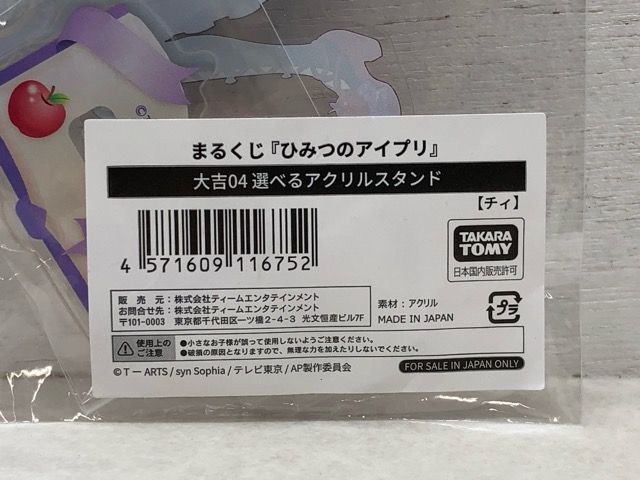 まるくじ『ひみつのアイプリ』
大吉04 選べるアクリルスタンド
【チィ】
4 571609 116752
TAKARA TOMY
日本国内販売許可
販 売 元：株式会社ティームエンタテインメント
お問合せ先：株式会社ティームエンタテインメント
〒101-0003 東京都千代田区一ツ橋2-4-3 光文恒産ビル7F
素材：アクリル
MADE IN JAPAN
プラ
使用上のご注意
●小さなお子様が誤って使用しないようご注意ください。
●破損の原因となりますので、無理な力を加えたりしないでください。
©T－ARTS / syn Sophia / テレビ東京 / AP製作委員会
FOR SALE IN JAPAN ONLY